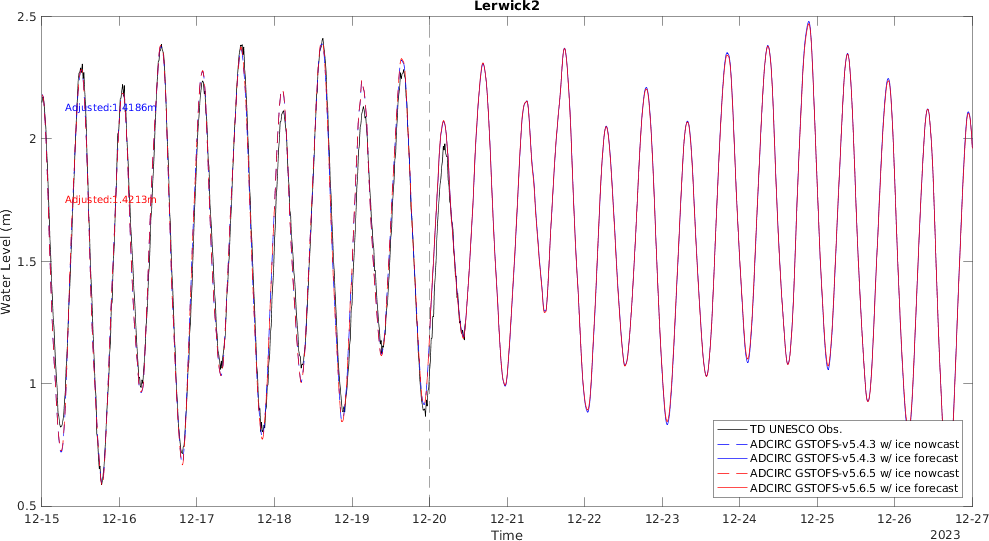 Lerwick2
2.5
2
1.5
1
0.5
Water Level (m)
Adjusted:1.4186m
Adjusted:1.4213m
TD UNESCO Obs.
ADCIRC GSTOFS-v5.4.3 w/ ice nowcast
ADCIRC GSTOFS-v5.4.3 w/ ice forecast
ADCIRC GSTOFS-v5.6.5 w/ ice nowcast
ADCIRC GSTOFS-v5.6.5 w/ ice forecast
12-15 12-16 12-17 12-18 12-19 12-20 12-21 12-22 12-23 12-24 12-25 12-26 12-27
Time
2023